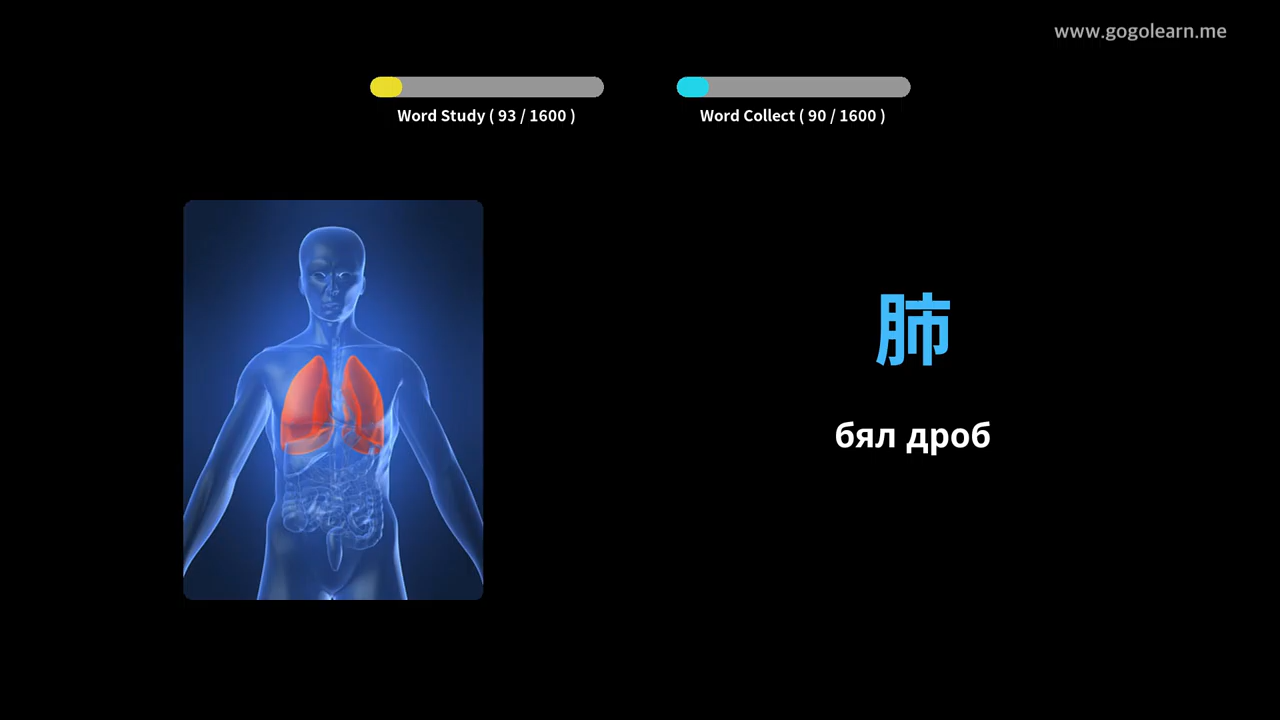 www.gogolearn.me
Word Study ( 93 / 1600 )
Word Collect ( 90 / 1600 )
肺
бял дроб